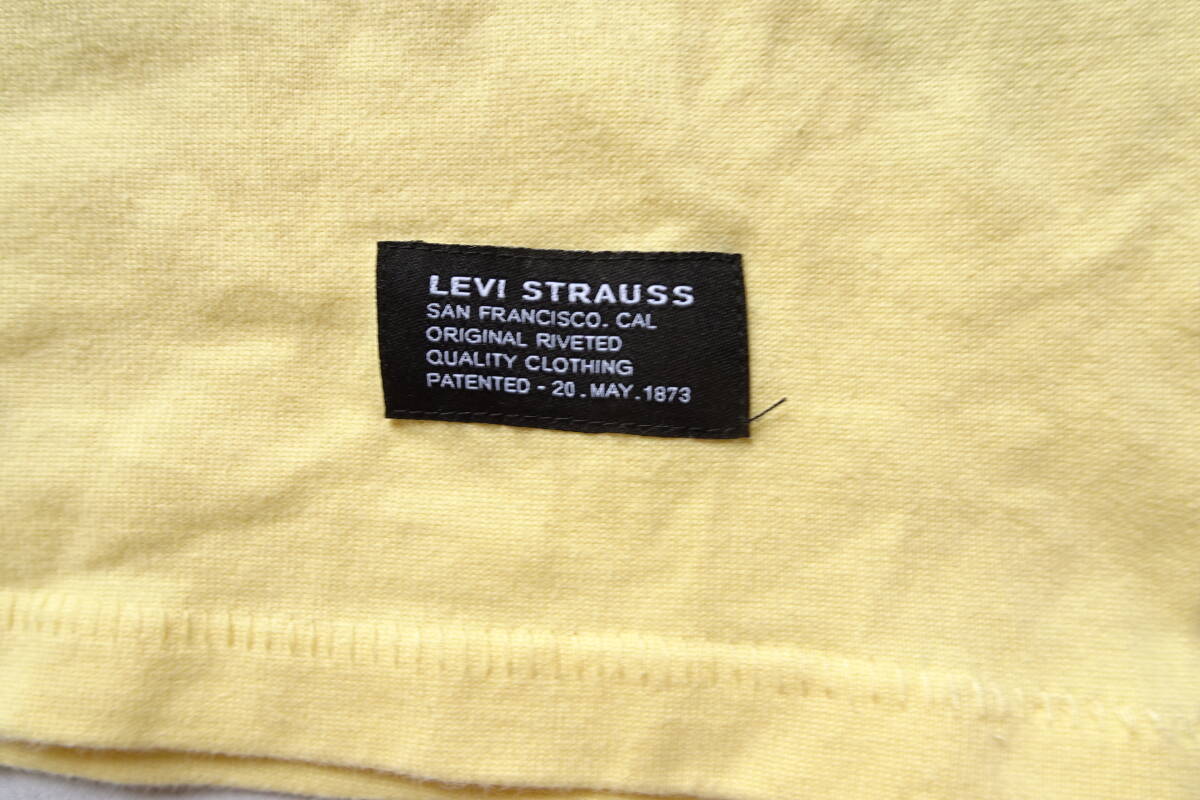 LEVI STRAUSS
SAN FRANCISCO. CAL
ORIGINAL RIVETED
QUALITY CLOTHING
PATENTED - 20 . MAY . 1873